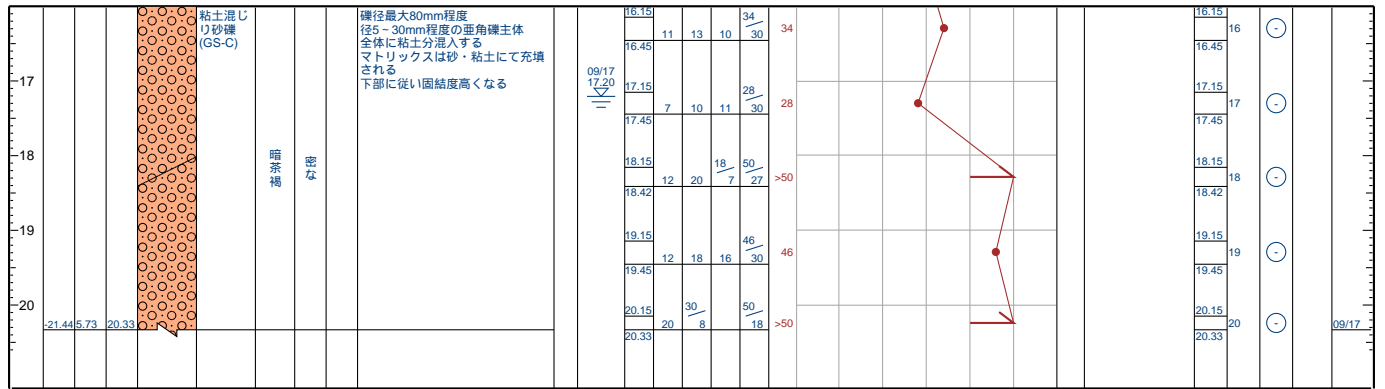 17
18
19
20
-21.44 5.73 20.33
粘土混じ
り砂礫
(GS-C)
暗茶褐
密な
礫径最大80mm程度
径5~30mm程度の亜角礫主体
全体に粘土分混入する
マトリックスは砂・粘土にて充填
される
下部に従い固結度高くなる
09/17
17.20
16.15
11 13 10 34/30 34
16.45
17.15
7 10 11 28/30 28
17.45
18.15
12 20 18/7 50/27 >50
18.42
19.15
12 18 16 46/30 46
19.45
20.15
20 30/8 50/18 >50
20.33
16.15
16 -
16.45
17.15
17 -
17.45
18.15
18 -
18.42
19.15
19 -
19.45
20.15
20 -
20.33
09/17